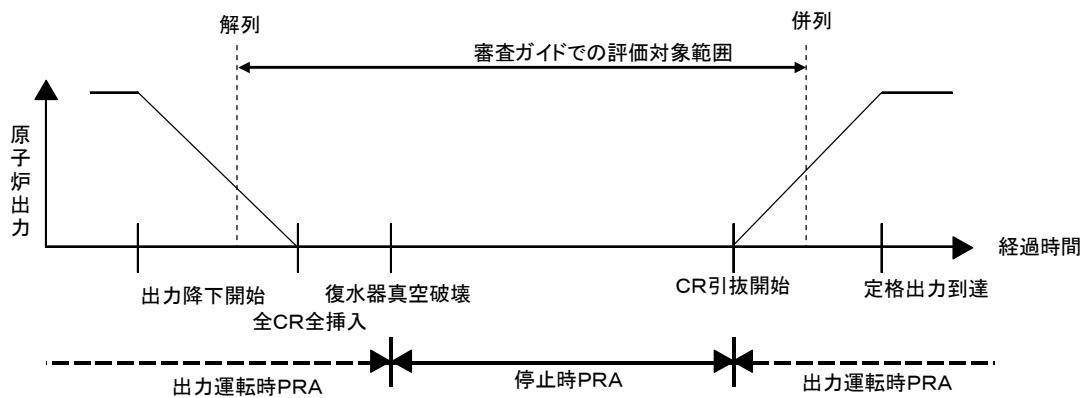 解列
併列
審査ガイドでの評価対象範囲
原子炉出力
経過時間
出力降下開始
全CR全挿入
復水器真空破壊
CR引抜開始
定格出力到達
出力運転時PRA
停止時PRA
出力運転時PRA